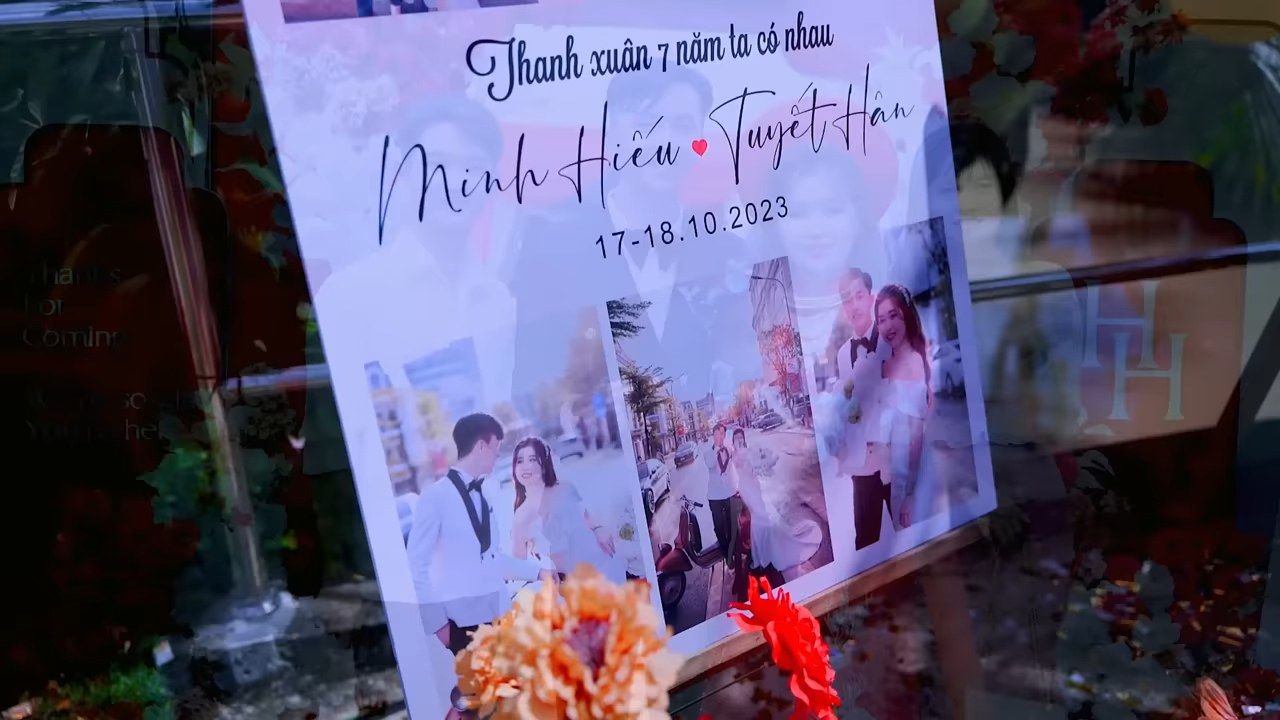 Thanh xuân 7 năm ta có nhau
Minh Hiếu Tuyết Hân
17-18.10.2023
Thanks
For
Coming
H
H